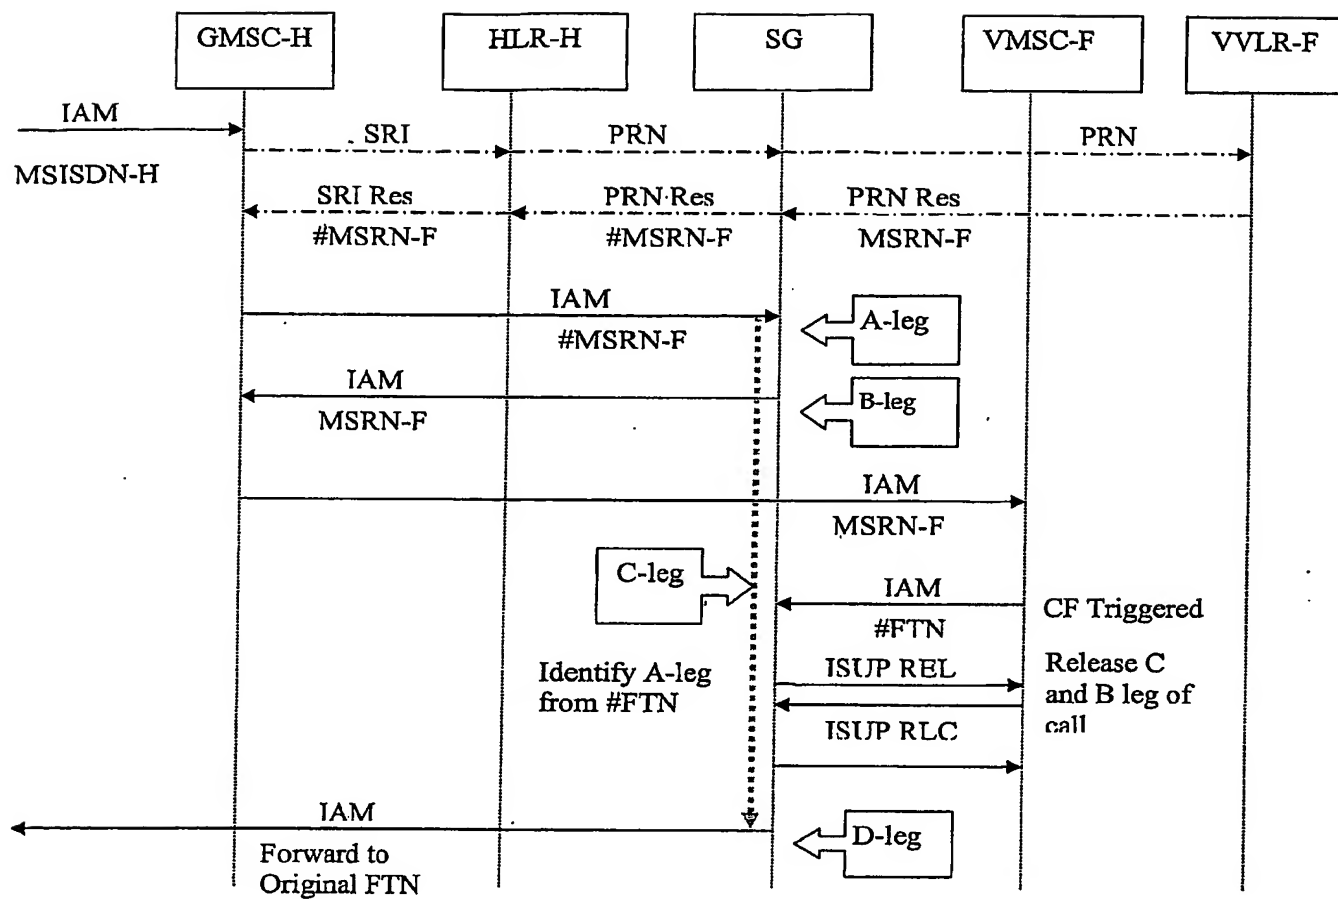 GMSC-H
HLR-H
SG
VMSC-F
VVLR-F
IAM
MSISDN-H
SRI
PRN
PRN
SRI Res
#MSRN-F
PRN Res
#MSRN-F
PRN Res
MSRN-F
IAM
#MSRN-F
A-leg
IAM
MSRN-F
B-leg
IAM
MSRN-F
C-leg
IAM
#FTN
CF Triggered
Identify A-leg
from #FTN
ISUP REL
ISUP RLC
Release C
and B leg of
call
IAM
Forward to
Original FTN
D-leg